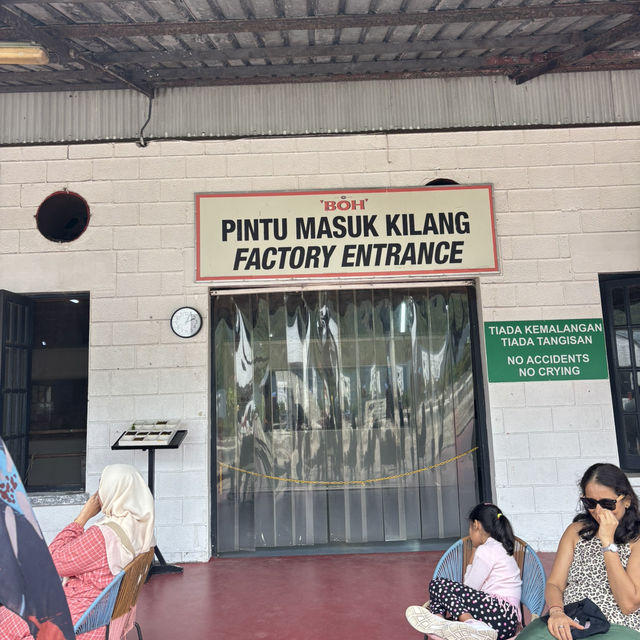 BOH
PINTU MASUK KILANG
FACTORY ENTRANCE
TIADA KEMALANGAN
TIADA TANGISAN
NO ACCIDENTS
NO CRYING